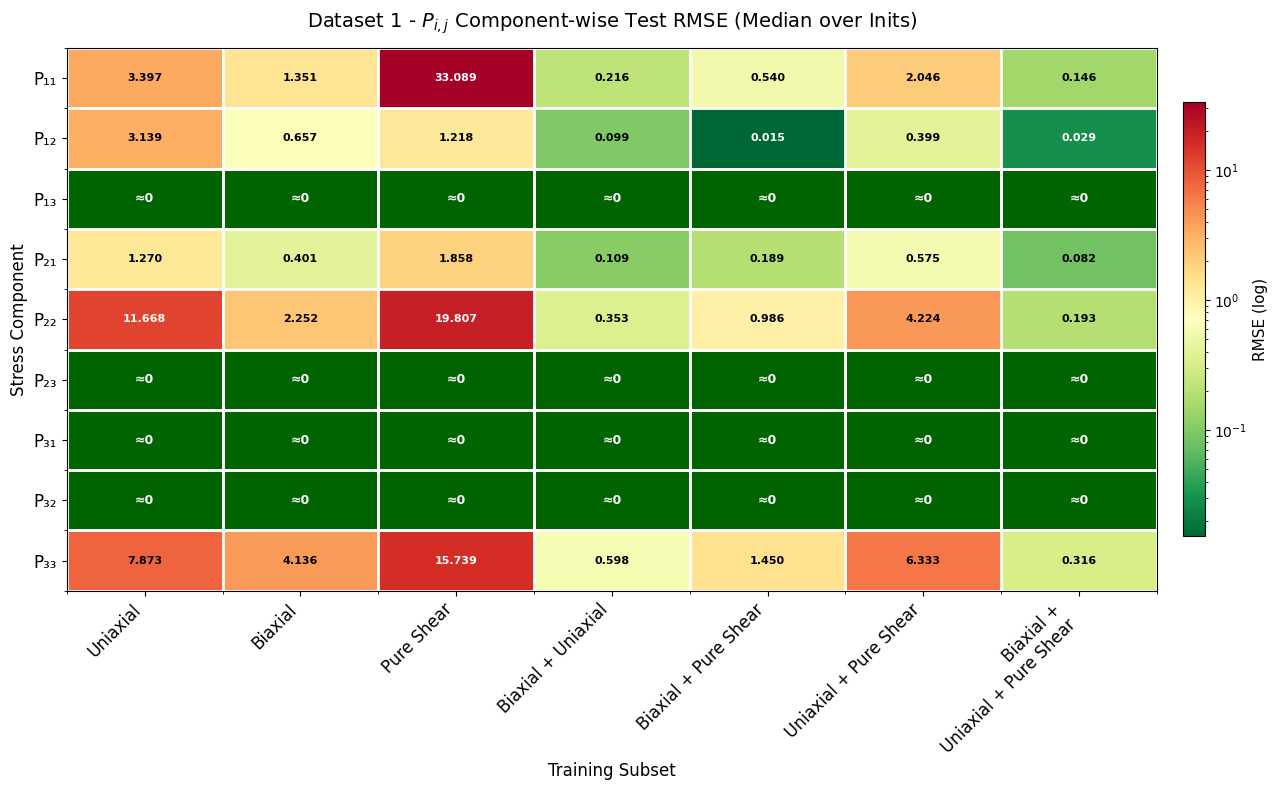 Dataset 1 - P_{i,j} Component-wise Test RMSE (Median over Inits)
P₁₁ 3.397 1.351 33.089 0.216 0.540 2.046 0.146
P₁₂ 3.139 0.657 1.218 0.099 0.015 0.399 0.029
P₁₃ ≈0 ≈0 ≈0 ≈0 ≈0 ≈0 ≈0
P₂₁ 1.270 0.401 1.858 0.109 0.189 0.575 0.082
P₂₂ 11.668 2.252 19.807 0.353 0.986 4.224 0.193
P₂₃ ≈0 ≈0 ≈0 ≈0 ≈0 ≈0 ≈0
P₃₁ ≈0 ≈0 ≈0 ≈0 ≈0 ≈0 ≈0
P₃₂ ≈0 ≈0 ≈0 ≈0 ≈0 ≈0 ≈0
P₃₃ 7.873 4.136 15.739 0.598 1.450 6.333 0.316
Stress Component
Uniaxial
Biaxial
Pure Shear
Biaxial + Uniaxial
Biaxial + Pure Shear
Uniaxial + Pure Shear
Biaxial +
Uniaxial + Pure Shear
Training Subset
10¹
10⁰
10⁻¹
RMSE (log)